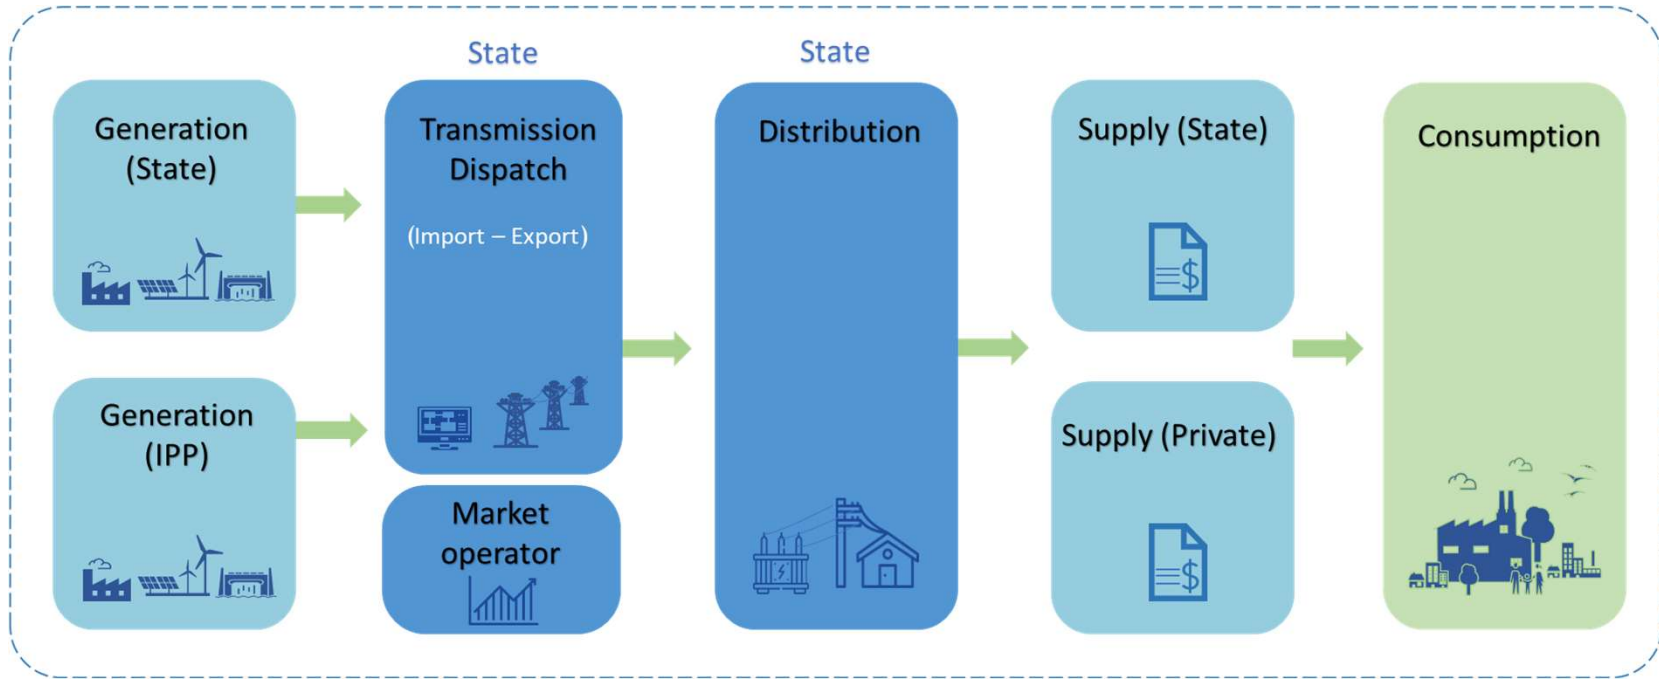 State
State
Generation
(State)
Transmission
Dispatch
(Import – Export)
Distribution
Supply (State)
$
Consumption
Generation
(IPP)
Market
operator
Supply (Private)
$